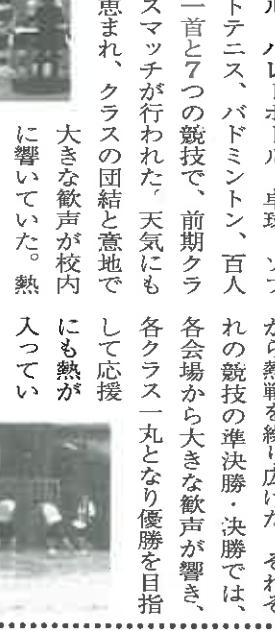 ル、バレーボール、卓球、ソフ
トテニス、バドミントン、百人
一首と7つの競技で、前期クラ
スマッチが行われた。天気にも
恵まれ、クラスの団結と意地で
大きな歓声が校内
に響いていた。熱
から熱戦を繰り広げた。それぞ
れの競技の準決勝・決勝では、
各会場から大きな歓声が響き、
各クラス一丸となり優勝を目指
して応援
にも熱が
入ってい